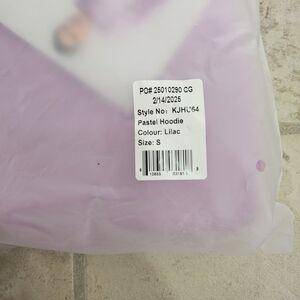 PO# 25010290 CG
2/14/2025
Style No: KJHU64
Pastel Hoodie
Colour: Lilac
Size: S